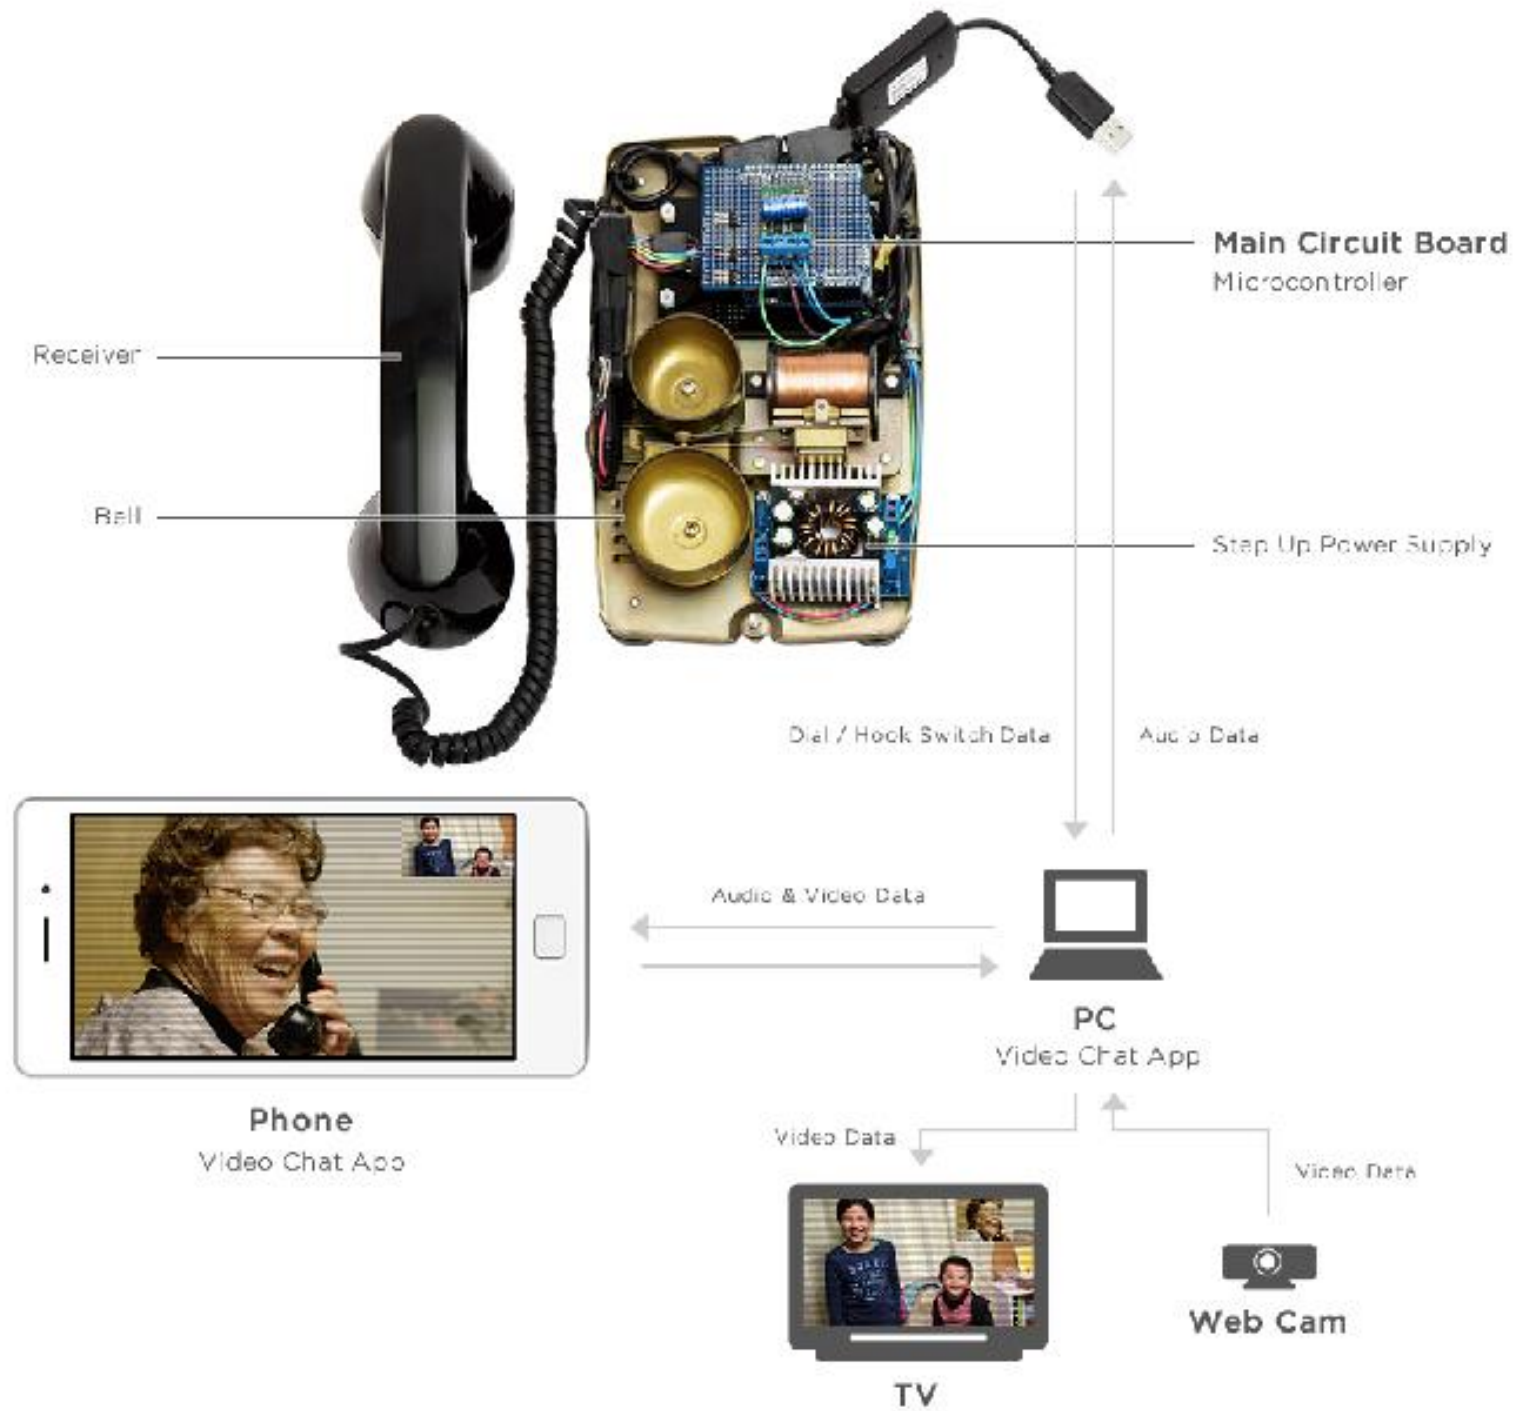 Main Circuit Board
Microcontroller
Receiver
Bell
Step Up Power Supply
Dial / Hook Switch Data
Audio Data
Audio & Video Data
PC
Video Chat App
Phone
Video Chat App
Video Data
Video Data
Web Cam
TV